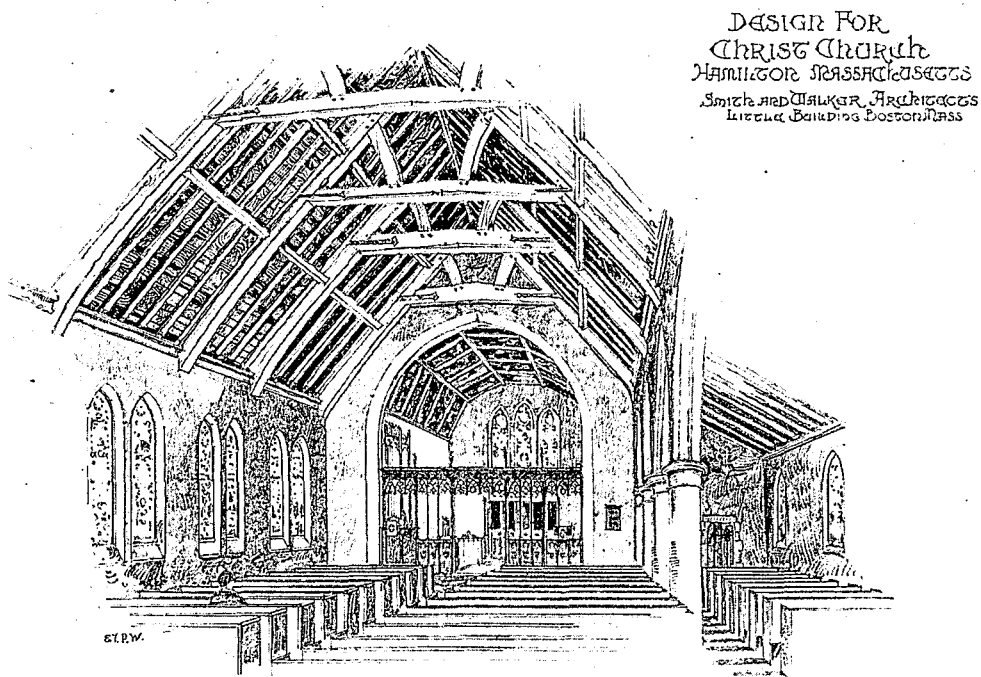 DESIGN FOR
CHRIST CHURCH
HAMILTON MASSACHUSETTS
SMITH AND WALKER, ARCHITECTS
LITTLE BUILDING BOSTON MASS